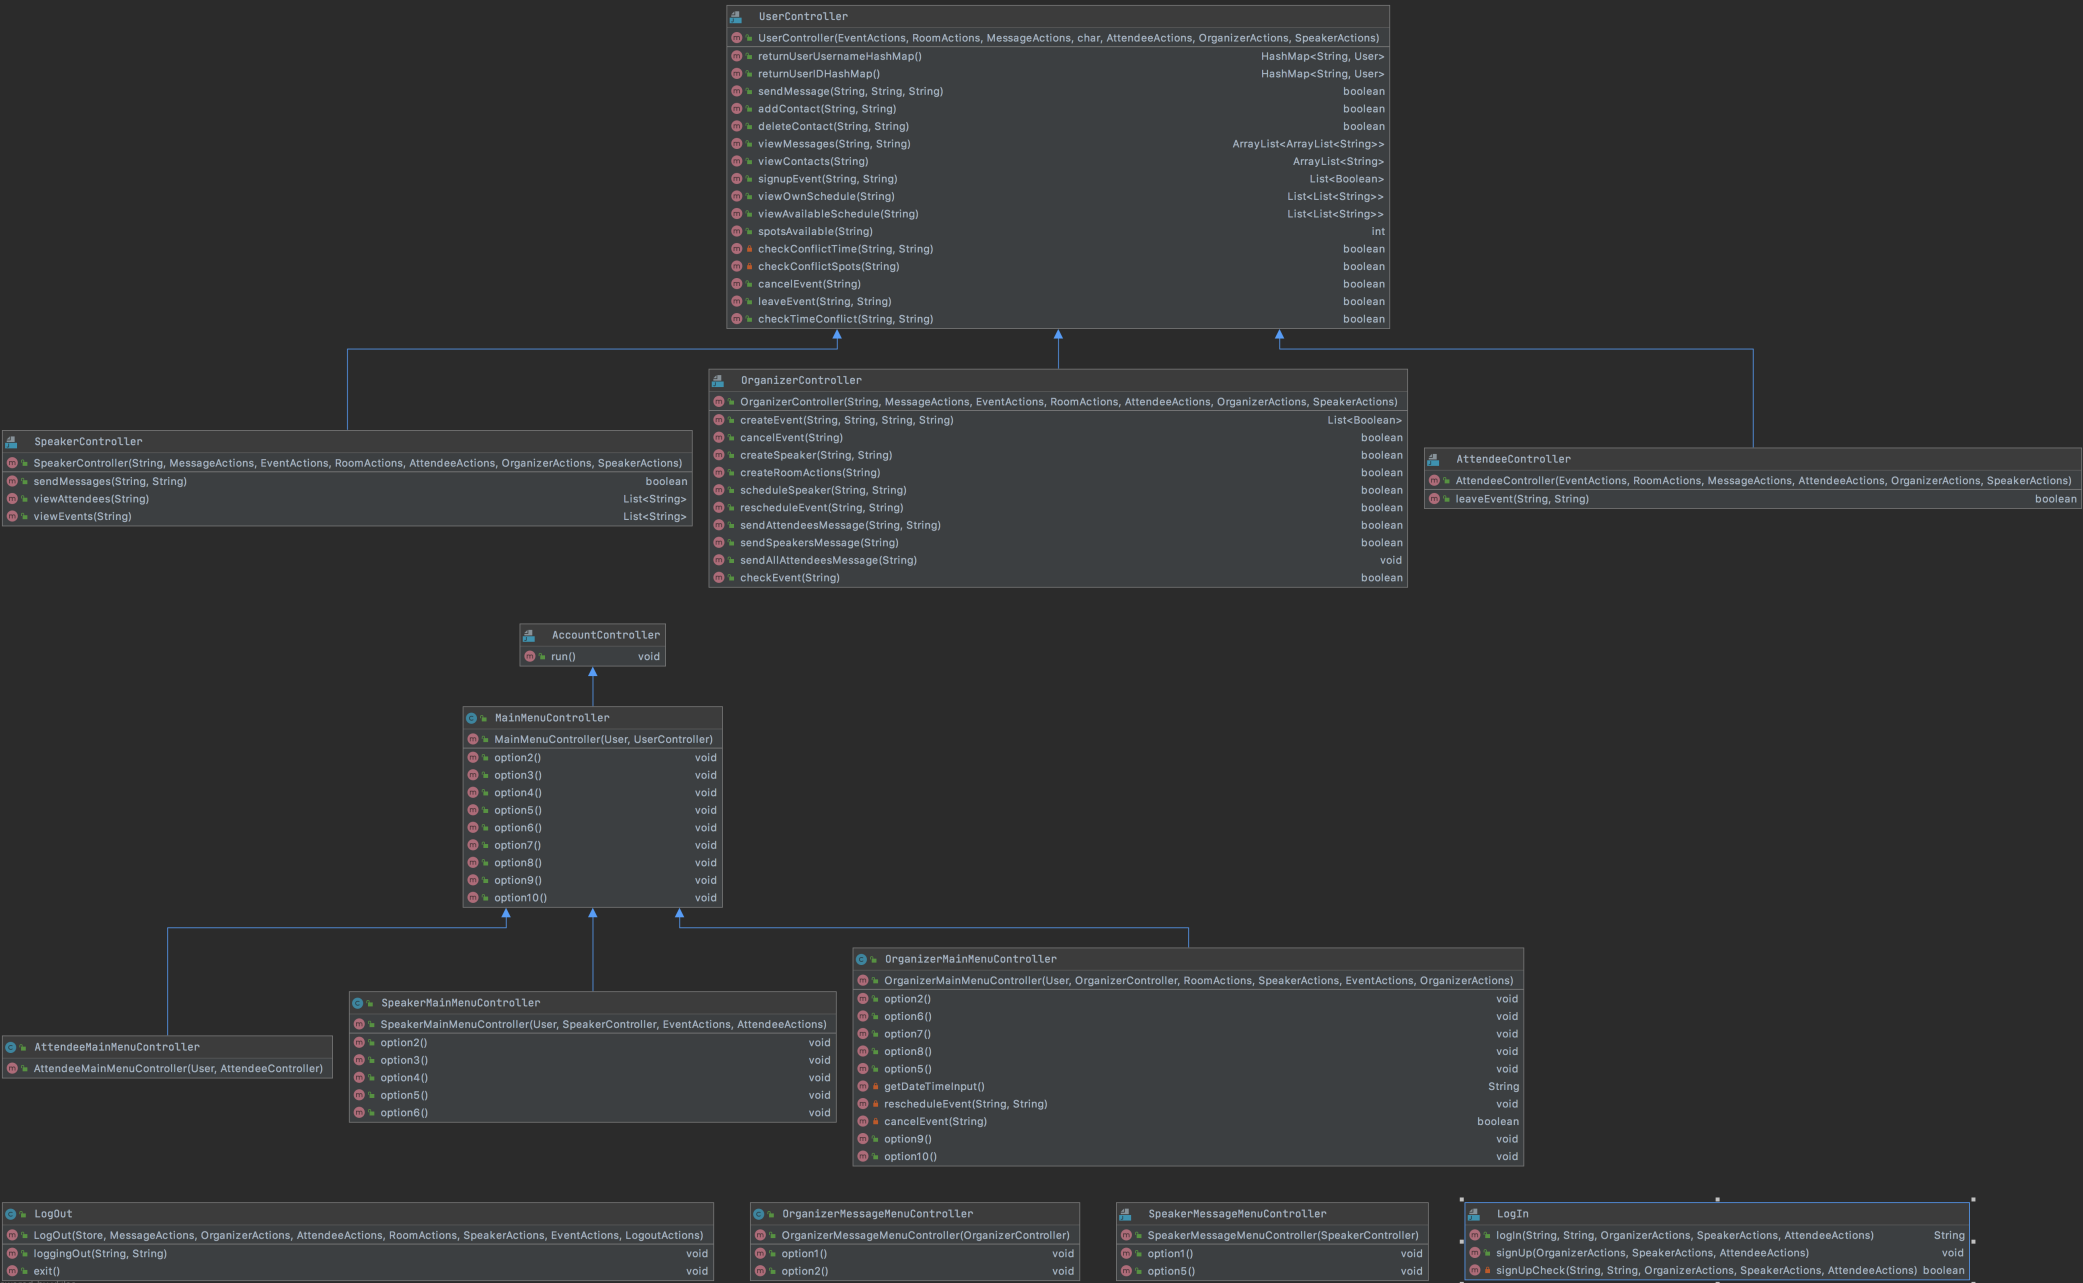 UserController
UserController(EventActions, RoomActions, MessageActions, char, AttendeeActions, OrganizerActions, SpeakerActions)
returnUserUsernameHashMap() HashMap<String, User>
returnUserIDHashMap() HashMap<String, User>
sendMessage(String, String, String) boolean
addContact(String, String) boolean
deleteContact(String, String) boolean
viewMessages(String, String) ArrayList<ArrayList<String>>
viewContacts(String) ArrayList<String>
signupEvent(String, String) List<Boolean>
viewOwnSchedule(String) List<List<String>>
viewAvailableSchedule(String) List<List<String>>
spotsAvailable(String) int
checkConflictTime(String, String) boolean
checkConflictSpots(String) boolean
cancelEvent(String) boolean
leaveEvent(String, String) boolean
checkTimeConflict(String, String) boolean
SpeakerController
SpeakerController(String, MessageActions, EventActions, RoomActions, AttendeeActions, OrganizerActions, SpeakerActions)
sendMessages(String, String) boolean
viewAttendees(String) List<String>
viewEvents(String) List<String>
OrganizerController
OrganizerController(String, MessageActions, EventActions, RoomActions, AttendeeActions, OrganizerActions, SpeakerActions)
createEvent(String, String, String, String) List<Boolean>
cancelEvent(String) boolean
createSpeaker(String, String) boolean
createRoomActions(String) boolean
scheduleSpeaker(String, String) boolean
rescheduleEvent(String, String) boolean
sendAttendeesMessage(String, String) boolean
sendSpeakersMessage(String) boolean
sendAllAttendeesMessage(String) void
checkEvent(String) boolean
AttendeeController
AttendeeController(EventActions, RoomActions, MessageActions, AttendeeActions, OrganizerActions, SpeakerActions)
leaveEvent(String, String) boolean
AccountController
run() void
MainMenuController
MainMenuController(User, UserController)
option2() void
option3() void
option4() void
option5() void
option6() void
option7() void
option8() void
option9() void
option10() void
AttendeeMainMenuController
AttendeeMainMenuController(User, AttendeeController)
SpeakerMainMenuController
SpeakerMainMenuController(User, SpeakerController, EventActions, AttendeeActions)
option2() void
option3() void
option4() void
option5() void
option6() void
OrganizerMainMenuController
OrganizerMainMenuController(User, OrganizerController, RoomActions, SpeakerActions, EventActions, OrganizerActions)
option2() void
option6() void
option7() void
option8() void
option5() void
getDateTimeInput() String
rescheduleEvent(String, String) void
cancelEvent(String) boolean
option9() void
option10() void
LogOut
LogOut(Store, MessageActions, OrganizerActions, AttendeeActions, RoomActions, SpeakerActions, EventActions, LogoutActions)
loggingOut(String, String) void
exit() void
OrganizerMessageMenuController
OrganizerMessageMenuController(OrganizerController)
option1() void
option2() void
SpeakerMessageMenuController
SpeakerMessageMenuController(SpeakerController)
option1() void
option5() void
LogIn
logIn(String, String, OrganizerActions, SpeakerActions, AttendeeActions) String
signUp(OrganizerActions, SpeakerActions, AttendeeActions) void
signUpCheck(String, String, OrganizerActions, SpeakerActions, AttendeeActions) boolean